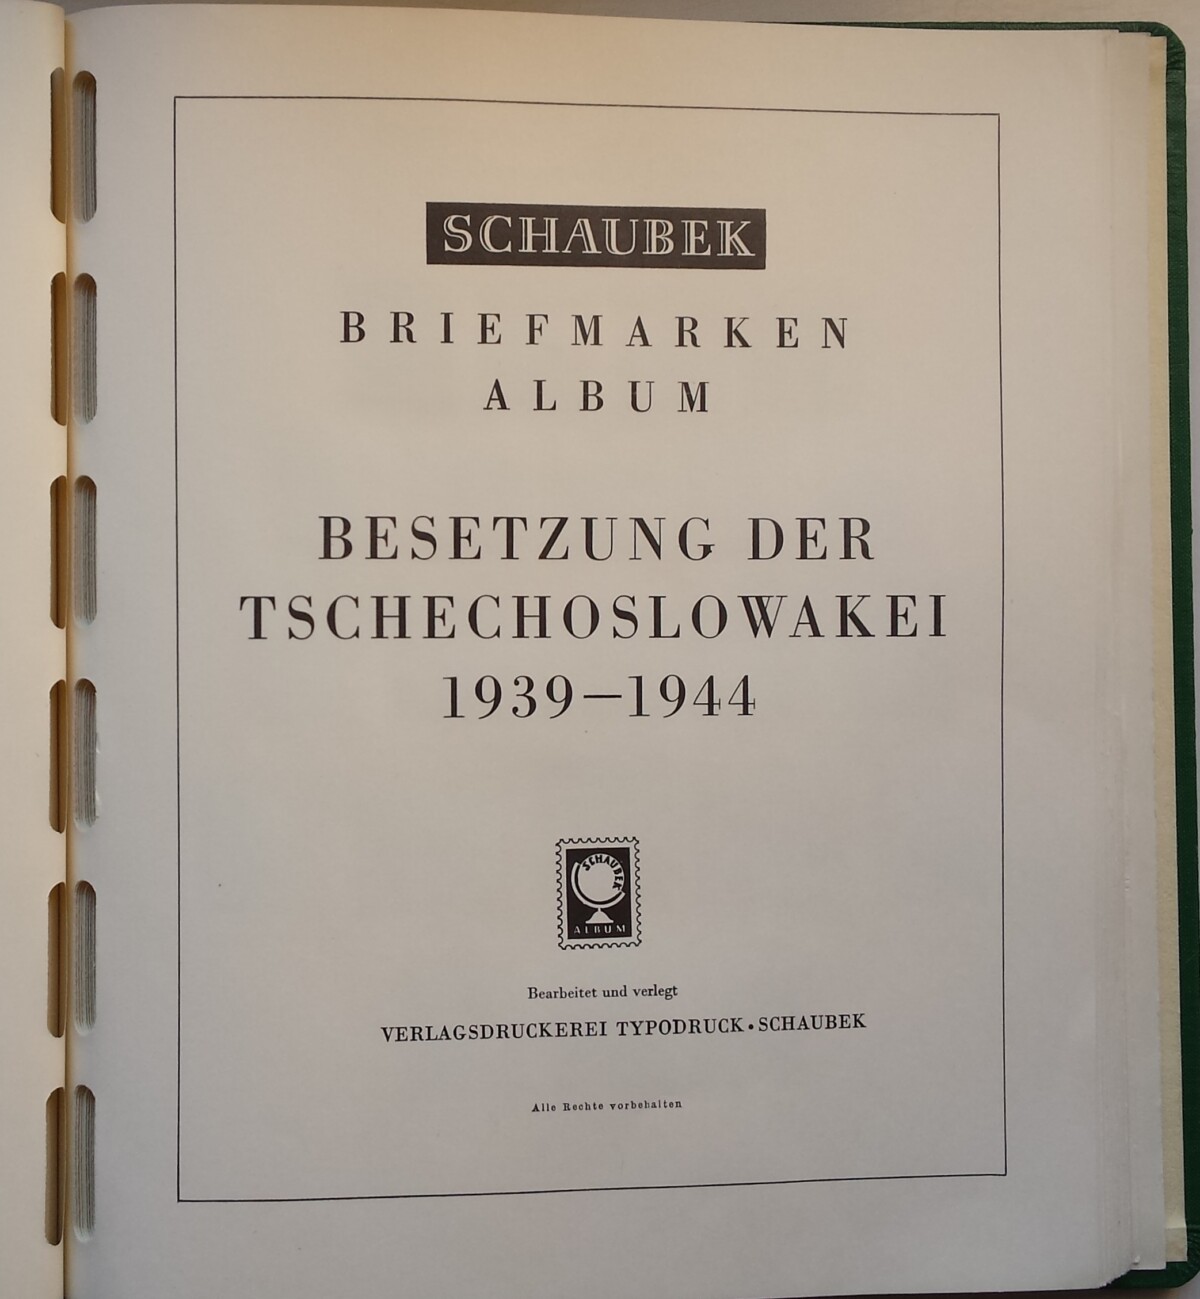 SCHAUBEK
BRIEFMARKEN
ALBUM
BESETZUNG DER
TSCHECHOSLOWAKEI
1939–1944
SCHAUBEK
ALBUM
Bearbeitet und verlegt
VERLAGSDRUCKEREI TYPODRUCK • SCHAUBEK
Alle Rechte vorbehalten